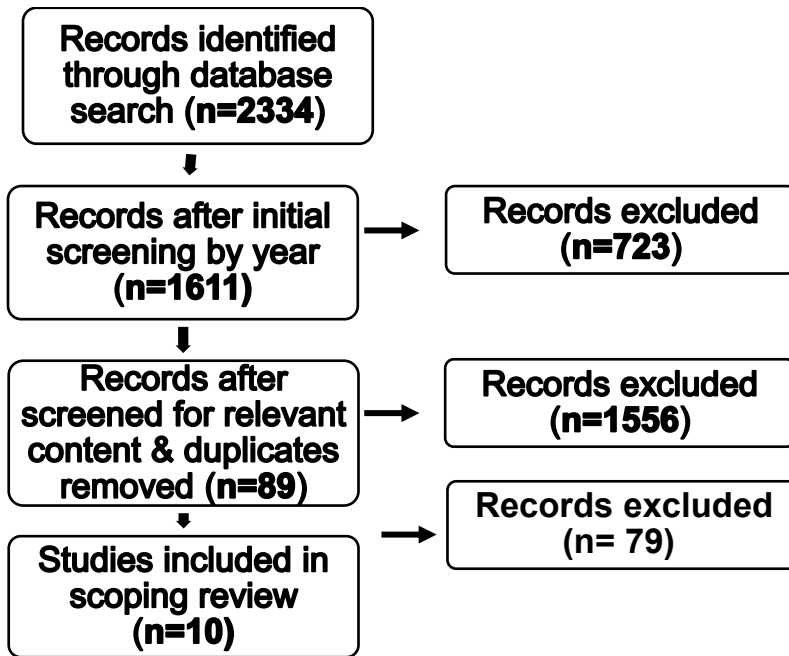 Records identified
through database
search (n=2334)
Records after initial
screening by year
(n=1611)
Records excluded
(n=723)
Records after
screened for relevant
content & duplicates
removed (n=89)
Records excluded
(n=1556)
Records excluded
(n= 79)
Studies included in
scoping review
(n=10)